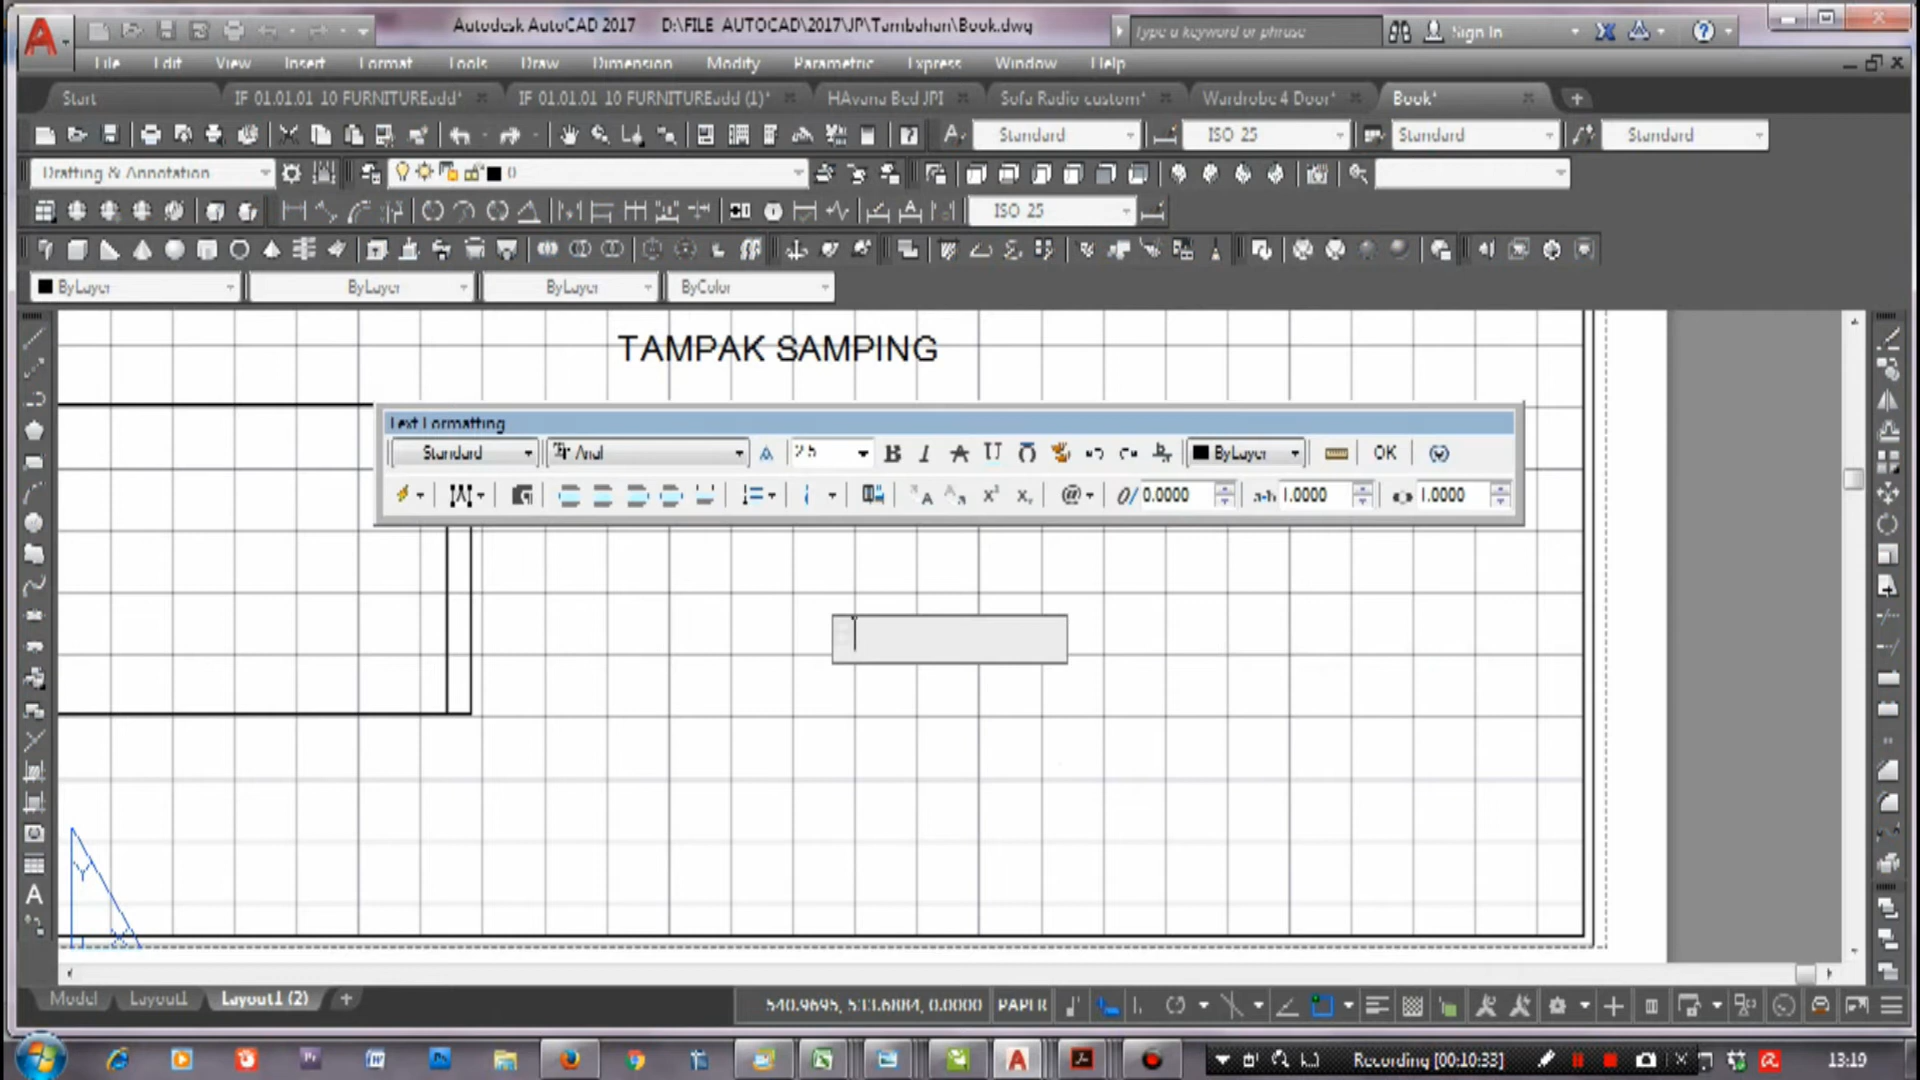 Autodesk AutoCAD 2017 D:\FILE AUTOCAD\2017\JP\Tambahan\Book.dwg
Type a keyword or phrase
Sign In
File Edit View Insert Format Tools Draw Dimension Modify Parametric Express Window Help
Start IF 01.01.01 10 FURNITUREadd* IF 01.01.01 10 FURNITUREadd (1)* HAvana Bed JPI Sofa Radio custom* Wardrobe 4 Door* Book*
Standard ISO 25 Standard Standard
Drafting & Annotation 0
ISO 25
ByLayer ByLayer ByLayer ByColor
TAMPAK SAMPING
Text Formatting
Standard Arial 2.5 B I A U ByLayer OK
@ 0/ 0.0000 a-b 1.0000 1.0000
Y
X
Model Layout1 Layout1 (2) +
PAPER
Recording [00:10:33] 13:19